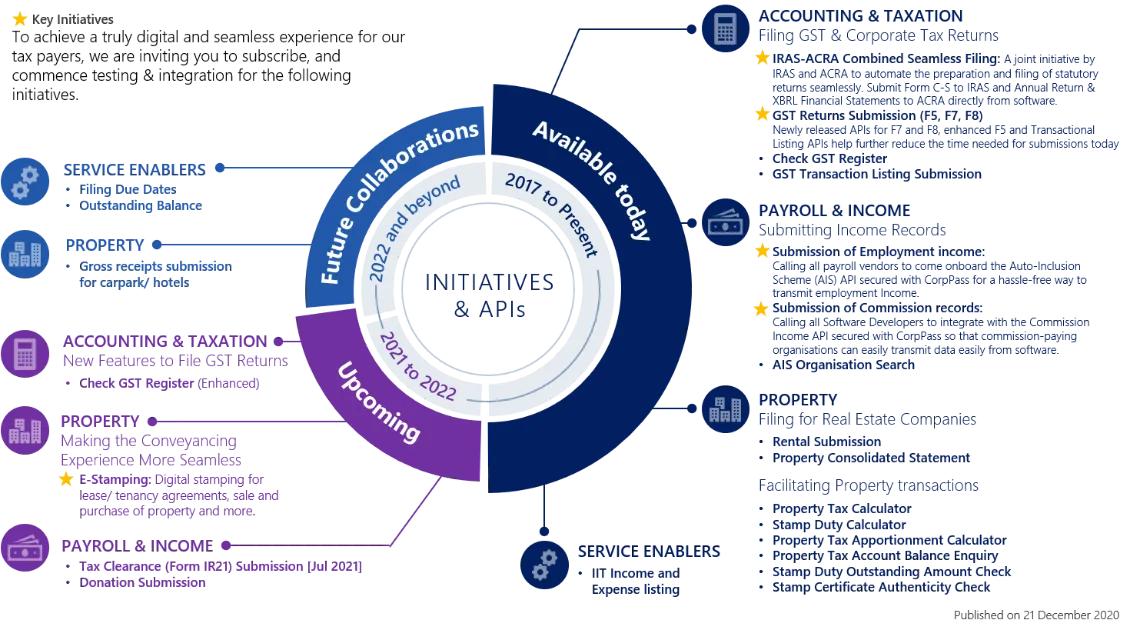 Key Initiatives
To achieve a truly digital and seamless experience for our
tax payers, we are inviting you to subscribe, and
commence testing & integration for the following
initiatives.
SERVICE ENABLERS
• Filing Due Dates
• Outstanding Balance
PROPERTY
• Gross receipts submission
for carpark/ hotels
ACCOUNTING & TAXATION
New Features to File GST Returns
• Check GST Register (Enhanced)
PROPERTY
Making the Conveyancing
Experience More Seamless
E-Stamping: Digital stamping for
lease/ tenancy agreements, sale and
purchase of property and more.
PAYROLL & INCOME
• Tax Clearance (Form IR21) Submission [Jul 2021]
• Donation Submission
Future Collaborations
2022 and beyond
Upcoming
2021 to 2022
Available today
2017 to Present
INITIATIVES
& APIs
ACCOUNTING & TAXATION
Filing GST & Corporate Tax Returns
IRAS-ACRA Combined Seamless Filing: A joint initiative by
IRAS and ACRA to automate the preparation and filing of statutory
returns seamlessly. Submit Form C-S to IRAS and Annual Return &
XBRL Financial Statements to ACRA directly from software.
GST Returns Submission (F5, F7, F8)
Newly released APIs for F7 and F8, enhanced F5 and Transactional
Listing APIs help further reduce the time needed for submissions today
• Check GST Register
• GST Transaction Listing Submission
PAYROLL & INCOME
Submitting Income Records
Submission of Employment income:
Calling all payroll vendors to come onboard the Auto-Inclusion
Scheme (AIS) API secured with CorpPass for a hassle-free way to
transmit employment Income.
Submission of Commission records:
Calling all Software Developers to integrate with the Commission
Income API secured with CorpPass so that commission-paying
organisations can easily transmit data easily from software.
• AIS Organisation Search
PROPERTY
Filing for Real Estate Companies
• Rental Submission
• Property Consolidated Statement
Facilitating Property transactions
• Property Tax Calculator
• Stamp Duty Calculator
• Property Tax Apportionment Calculator
• Property Tax Account Balance Enquiry
• Stamp Duty Outstanding Amount Check
• Stamp Certificate Authenticity Check
SERVICE ENABLERS
• IIT Income and
Expense listing
Published on 21 December 2020